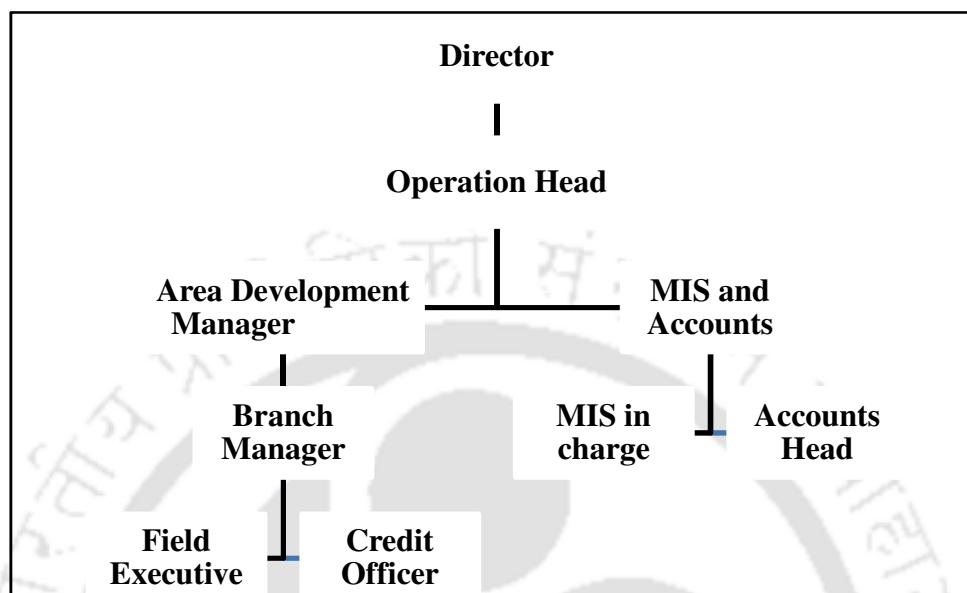 Director
Operation Head
Area Development
Manager
MIS and
Accounts
Branch
Manager
MIS in
charge
Accounts
Head
Field
Executive
Credit
Officer